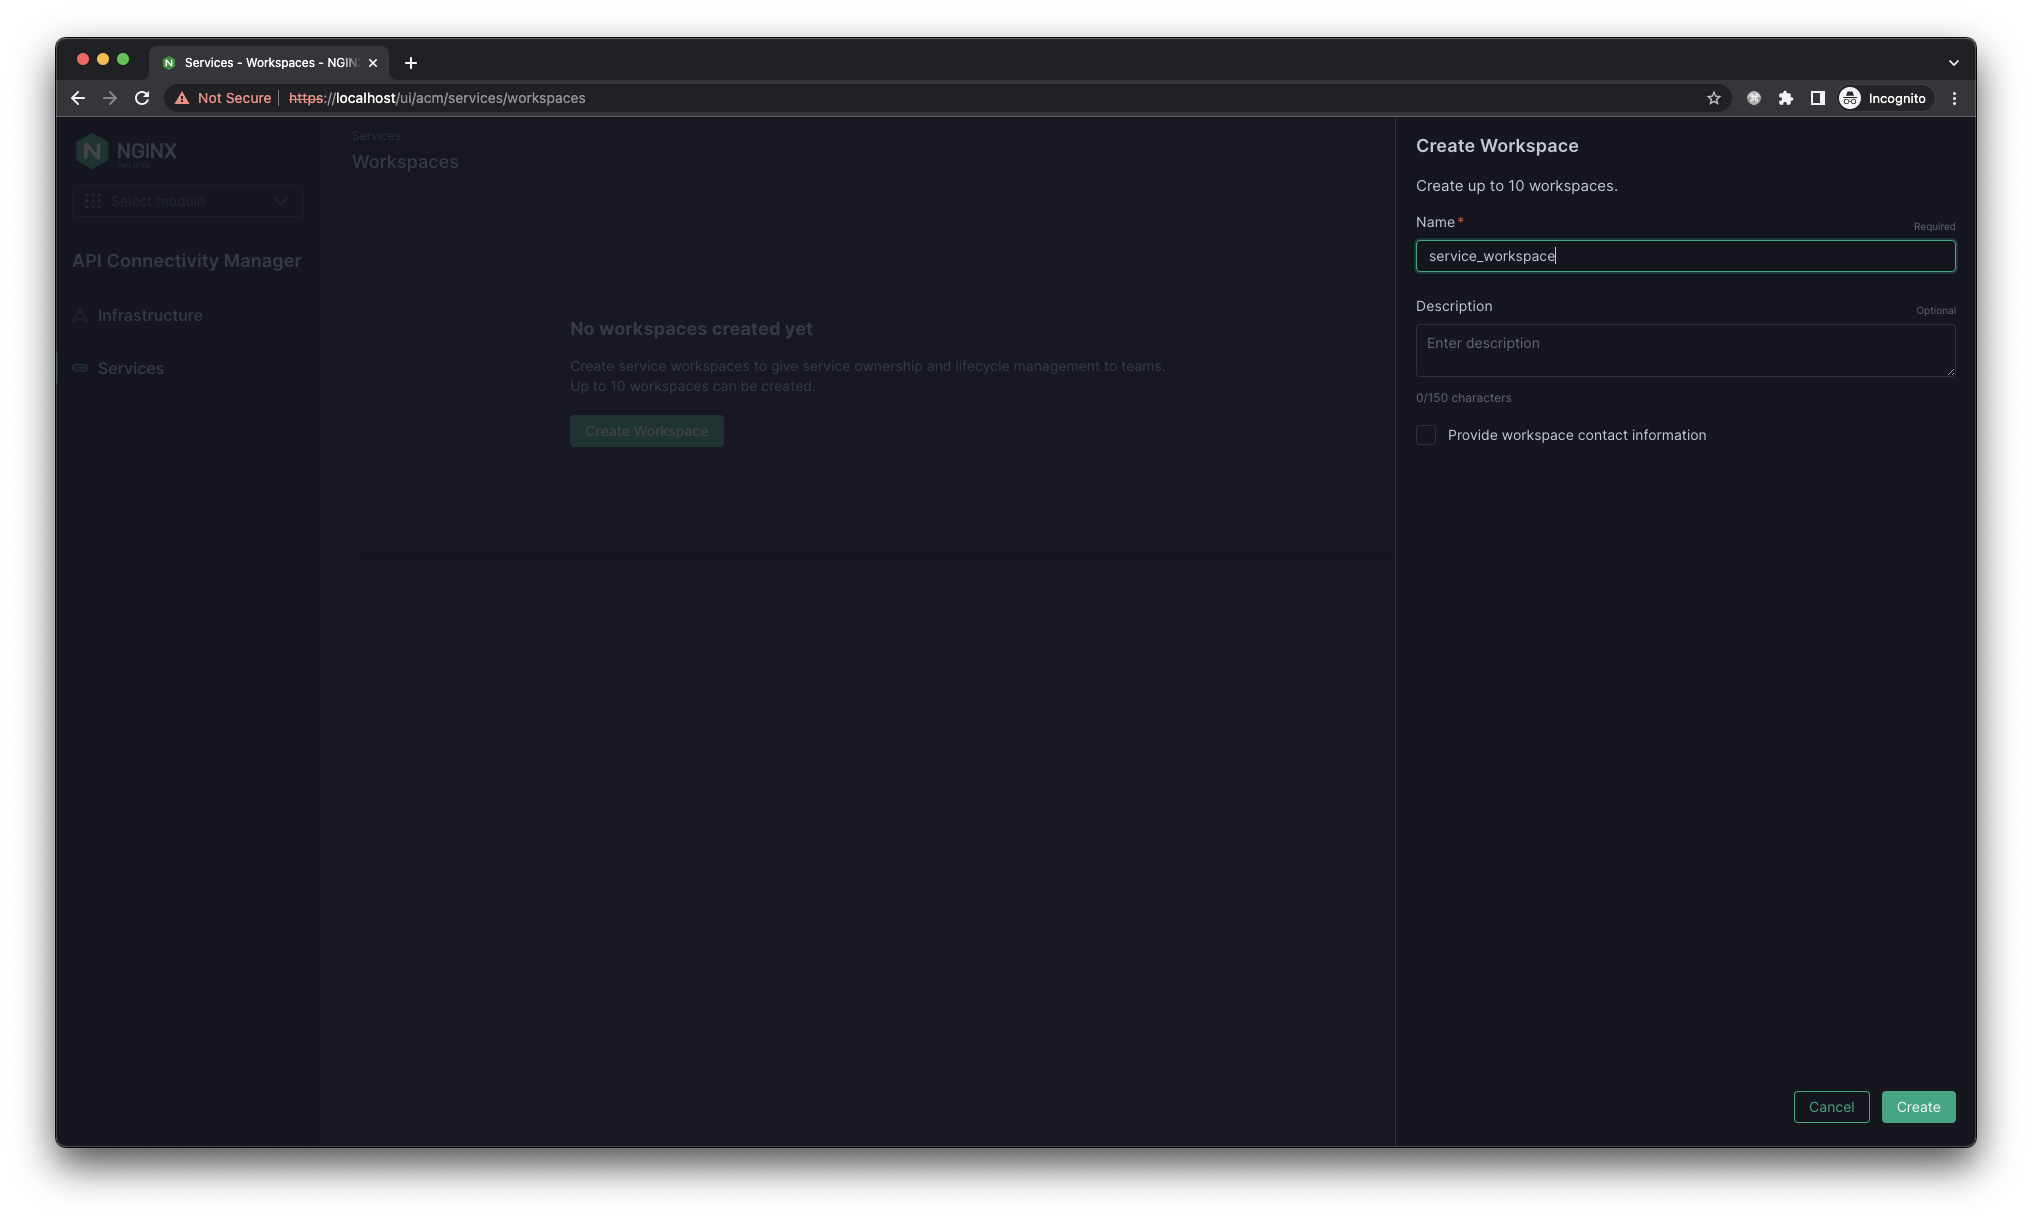 Services - Workspaces - NGIN
Not Secure
https://localhost/ui/acm/services/workspaces
Incognito
NGINX
Part of F5
Select module
API Connectivity Manager
Infrastructure
Services
Services
Workspaces
No workspaces created yet
Create service workspaces to give service ownership and lifecycle management to teams.
Up to 10 workspaces can be created.
Create Workspace
Create Workspace
Create up to 10 workspaces.
Name*
Required
service_workspace
Description
Optional
Enter description
0/150 characters
Provide workspace contact information
Cancel
Create